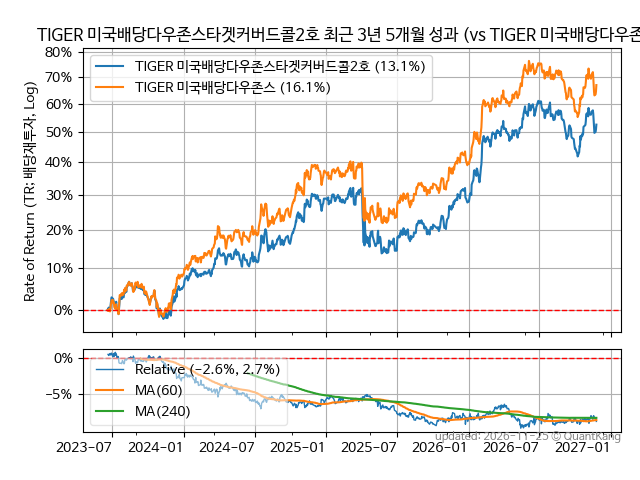 TIGER 미국배당다우존스타겟커버드콜2호 최근 3년 5개월 성과 (vs TIGER 미국배당다우존
80%
70%
60%
50%
40%
30%
20%
10%
0%
Rate of Return (TR: 배당재투자, Log)
TIGER 미국배당다우존스타겟커버드콜2호 (13.1%)
TIGER 미국배당다우존스 (16.1%)
0%
−5%
Relative (−2.6%, 2.7%)
MA(60)
MA(240)
2023−07
2024−01
2024−07
2025−01
2025−07
2026−01
2026−07
2027−01
updated: 2026−11−25 © QuantKang